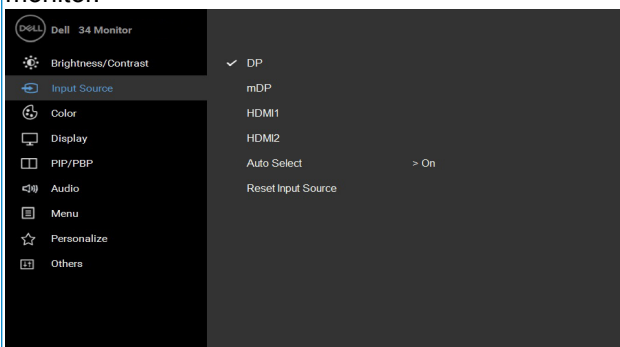 monitor.
DELL Dell 34 Monitor
Brightness/Contrast
DP
Input Source
mDP
Color
HDMI1
Display
HDMI2
PIP/PBP
Auto Select > On
Audio
Reset Input Source
Menu
Personalize
Others